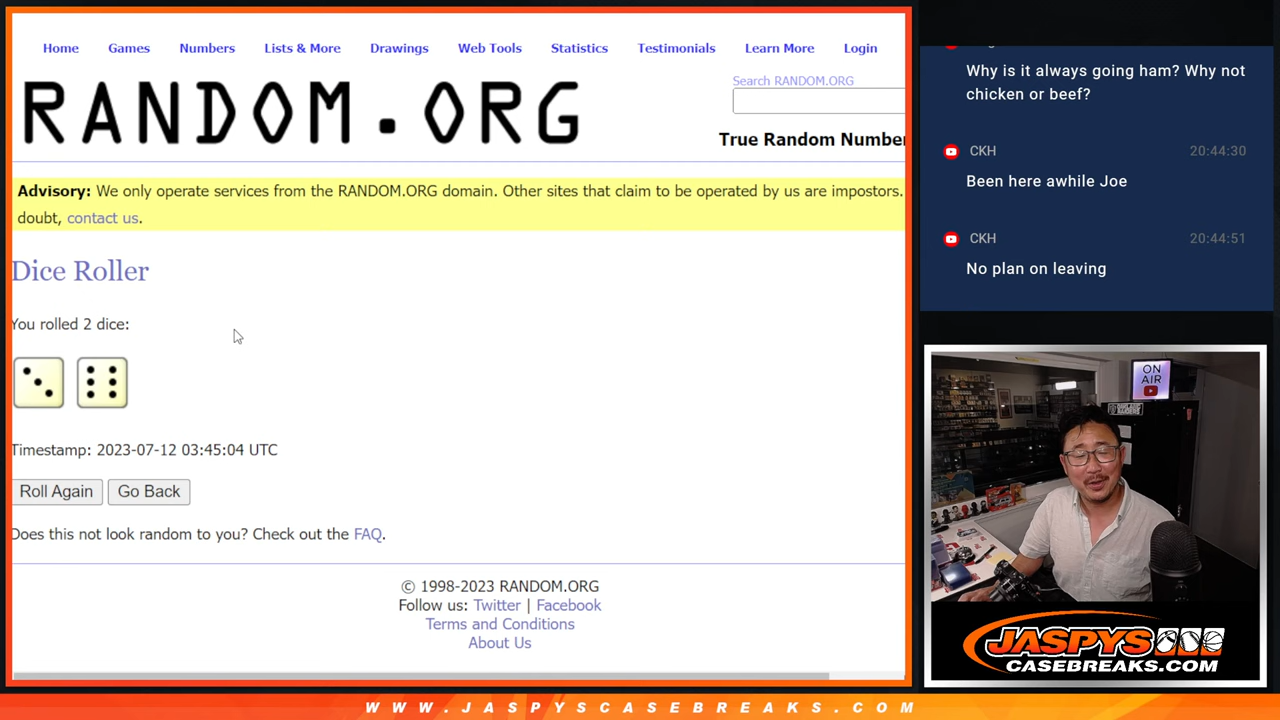 Home Games Numbers Lists & More Drawings Web Tools Statistics Testimonials Learn More Login
RANDOM.ORG
Search RANDOM.ORG
True Random Number
Advisory: We only operate services from the RANDOM.ORG domain. Other sites that claim to be operated by us are impostors.
doubt, contact us.
Dice Roller
You rolled 2 dice:
Timestamp: 2023-07-12 03:45:04 UTC
Roll Again Go Back
Does this not look random to you? Check out the FAQ.
© 1998-2023 RANDOM.ORG
Follow us: Twitter | Facebook
Terms and Conditions
About Us
Why is it always going ham? Why not
chicken or beef?
CKH 20:44:30
Been here awhile Joe
CKH 20:44:51
No plan on leaving
ON
AIR
JASPYS
CASEBREAKS.COM
WWW.JASPYSCASEBREAKS.COM